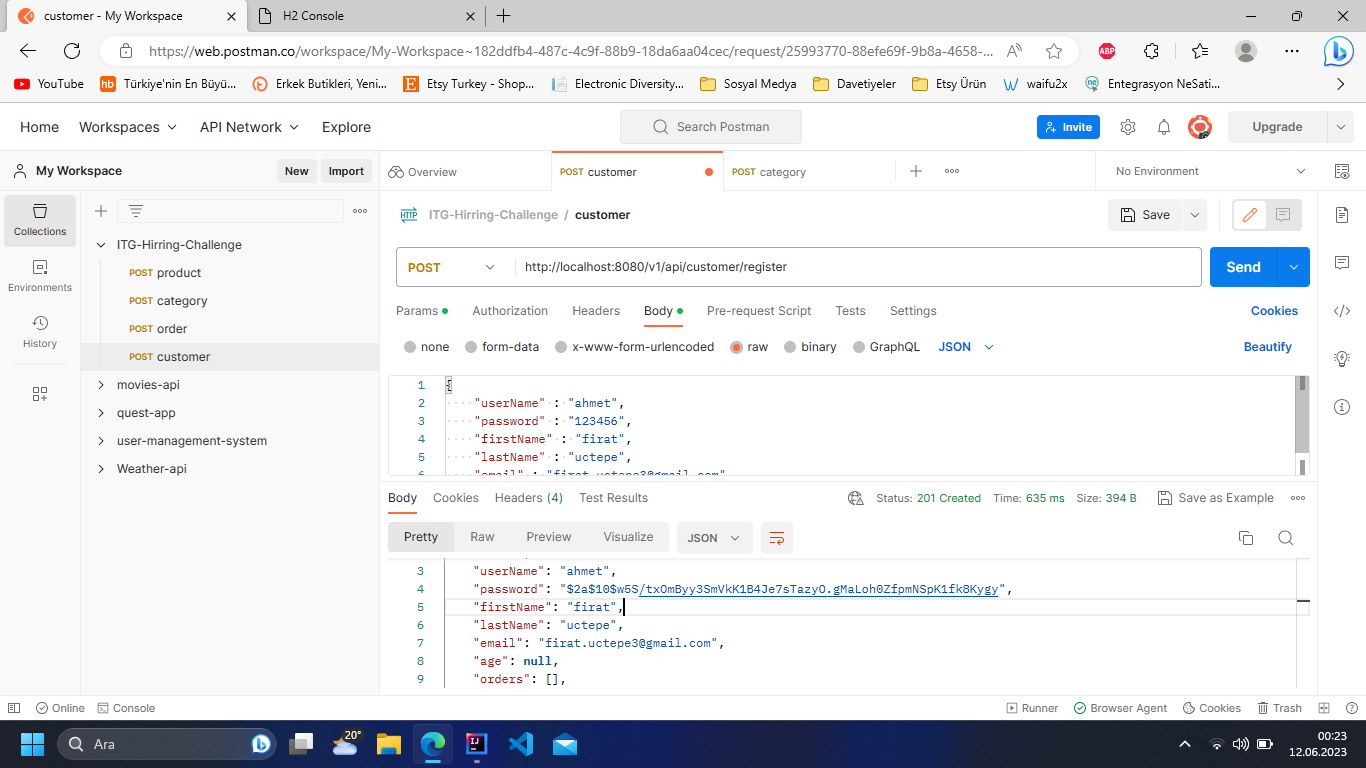 customer - My Workspace
H2 Console
https://web.postman.co/workspace/My-Workspace~182ddfb4-487c-4c9f-88b9-18da6aa04cec/request/25993770-88efe69f-9b8a-4658-...
ABP
YouTube
hb Türkiye'nin En Büyü...
Erkek Butikleri, Yeni...
E Etsy Turkey - Shop...
Electronic Diversity...
Sosyal Medya
Davetiyeler
Etsy Ürün
waifu2x
Entegrasyon NeSati...
Home Workspaces API Network Explore
Search Postman
Invite
Upgrade
My Workspace New Import
Overview
POST customer
POST category
No Environment
Collections
Environments
History
ITG-Hirring-Challenge
POST product
POST category
POST order
POST customer
movies-api
quest-app
user-management-system
Weather-api
HTTP ITG-Hirring-Challenge / customer
Save
POST http://localhost:8080/v1/api/customer/register Send
Params Authorization Headers Body Pre-request Script Tests Settings Cookies
none form-data x-www-form-urlencoded raw binary GraphQL JSON Beautify
1 {
2 "userName" : "ahmet",
3 "password" : "123456",
4 "firstName" : "firat",
5 "lastName" : "uctepe",
6 "email" : "firat.uctepe3@gmail.com"
Body Cookies Headers (4) Test Results Status: 201 Created Time: 635 ms Size: 394 B Save as Example
Pretty Raw Preview Visualize JSON
3 "userName": "ahmet",
4 "password": "$2a$10$w5S/txOmByy3SmVkK1B4Je7sTazyO.gMaLoh0ZfpmNSpK1fk8Kygy",
5 "firstName": "firat",
6 "lastName": "uctepe",
7 "email": "firat.uctepe3@gmail.com",
8 "age": null,
9 "orders": [],
Online Console Runner Browser Agent Cookies Trash
Ara
20°
IJ
00:23
12.06.2023